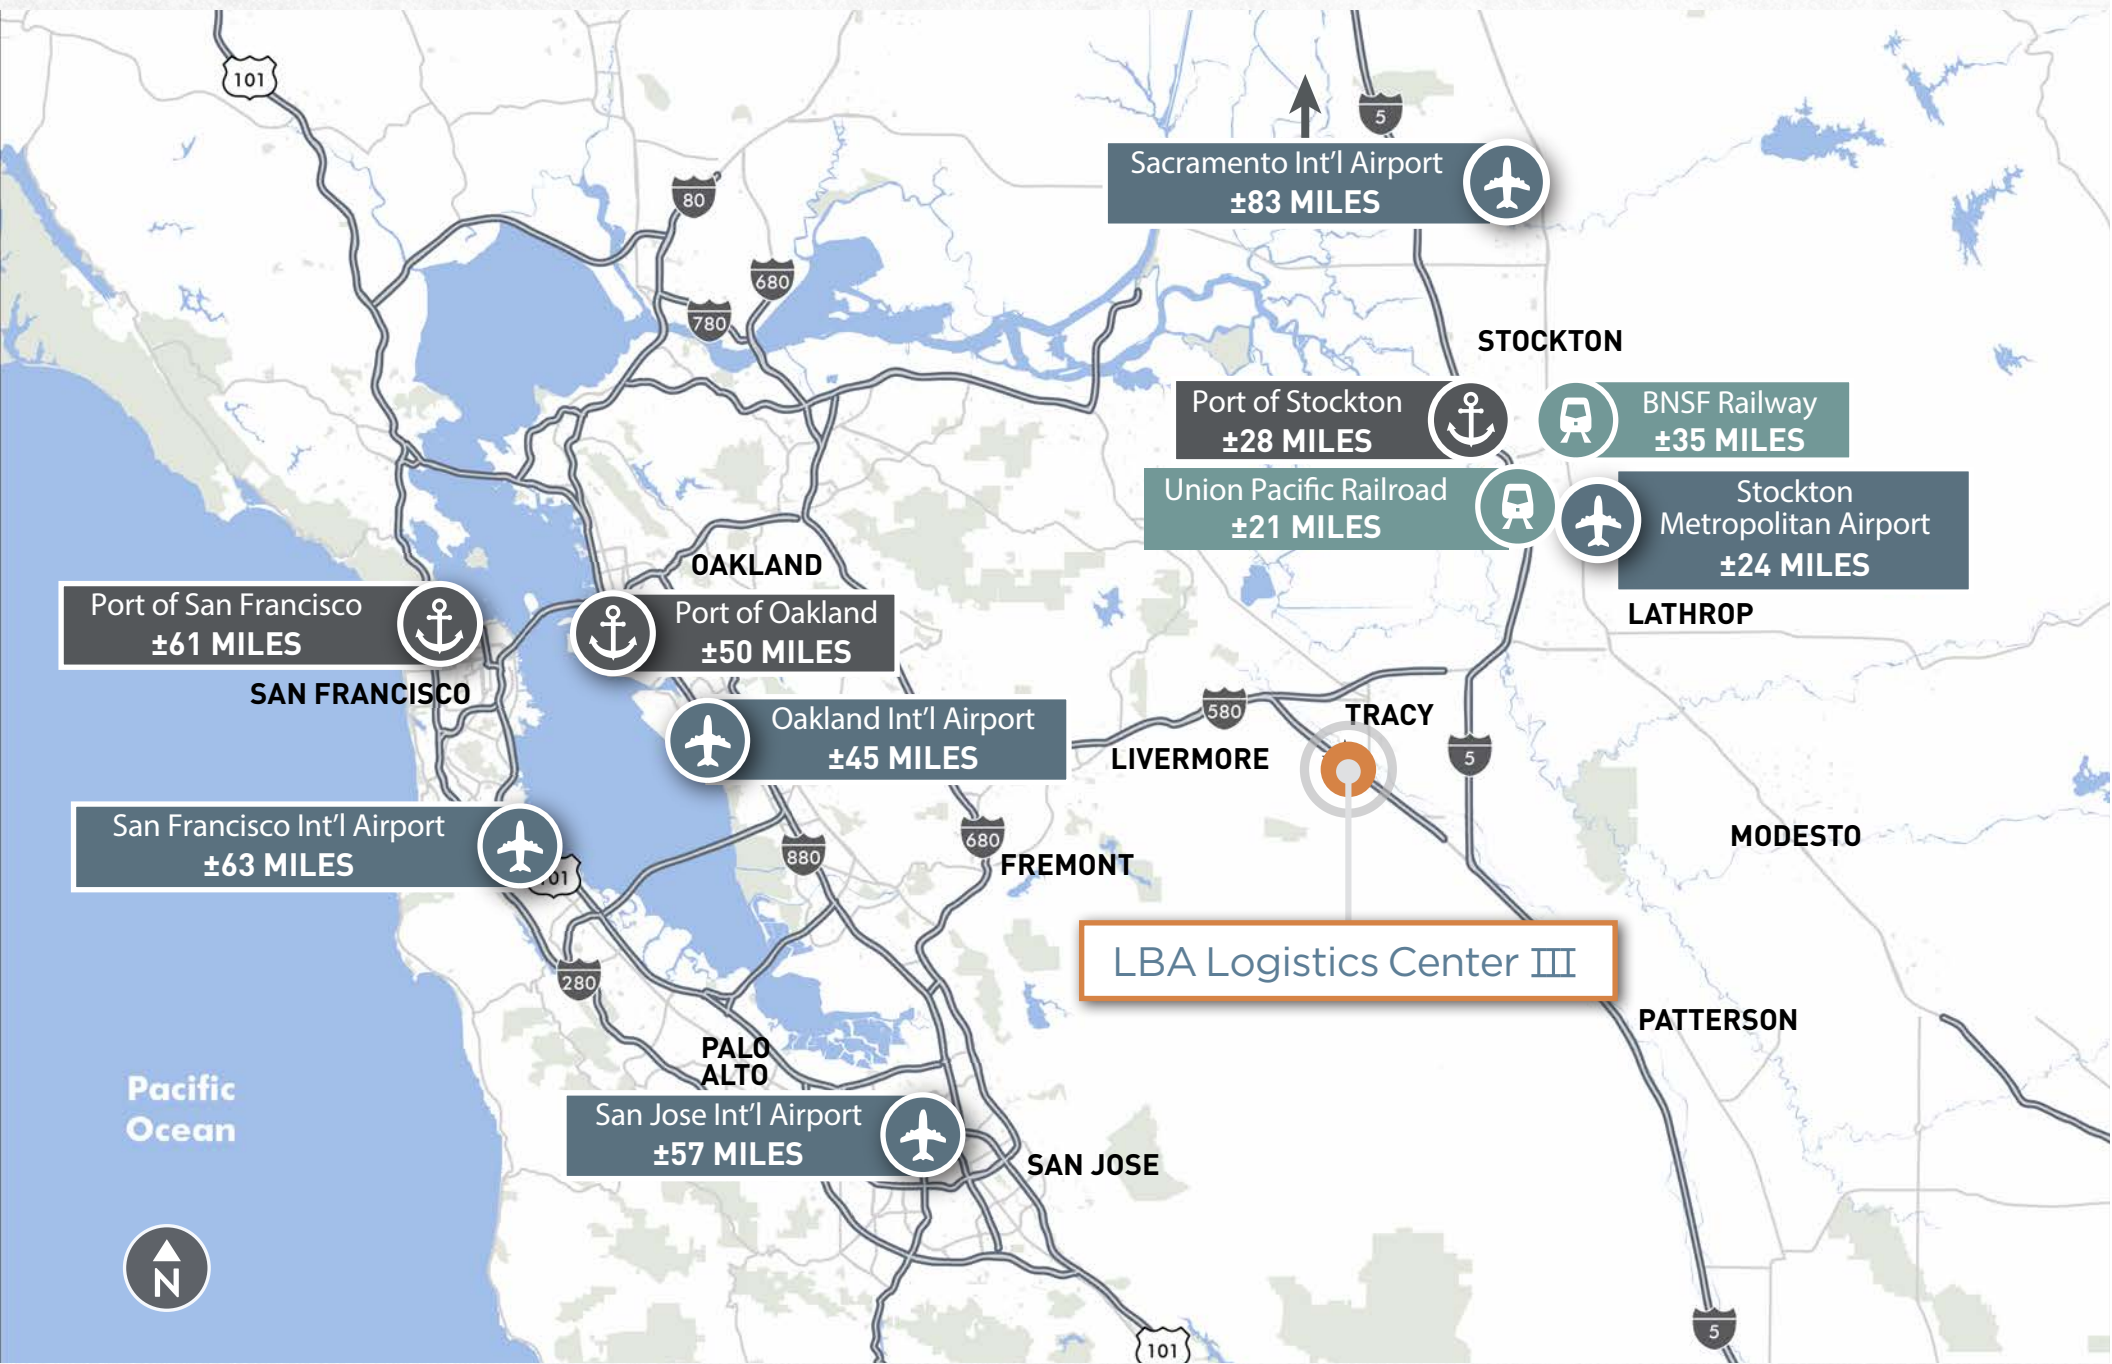 101
5
Sacramento Int'l Airport
±83 MILES
80
680
780
STOCKTON
Port of Stockton
±28 MILES
BNSF Railway
±35 MILES
Union Pacific Railroad
±21 MILES
Stockton
Metropolitan Airport
±24 MILES
OAKLAND
LATHROP
Port of San Francisco
±61 MILES
Port of Oakland
±50 MILES
SAN FRANCISCO
Oakland Int'l Airport
±45 MILES
580
TRACY
LIVERMORE
5
San Francisco Int'l Airport
±63 MILES
101
880
680
FREMONT
MODESTO
LBA Logistics Center III
280
PATTERSON
PALO
ALTO
Pacific
Ocean
San Jose Int'l Airport
±57 MILES
SAN JOSE
N
5
101